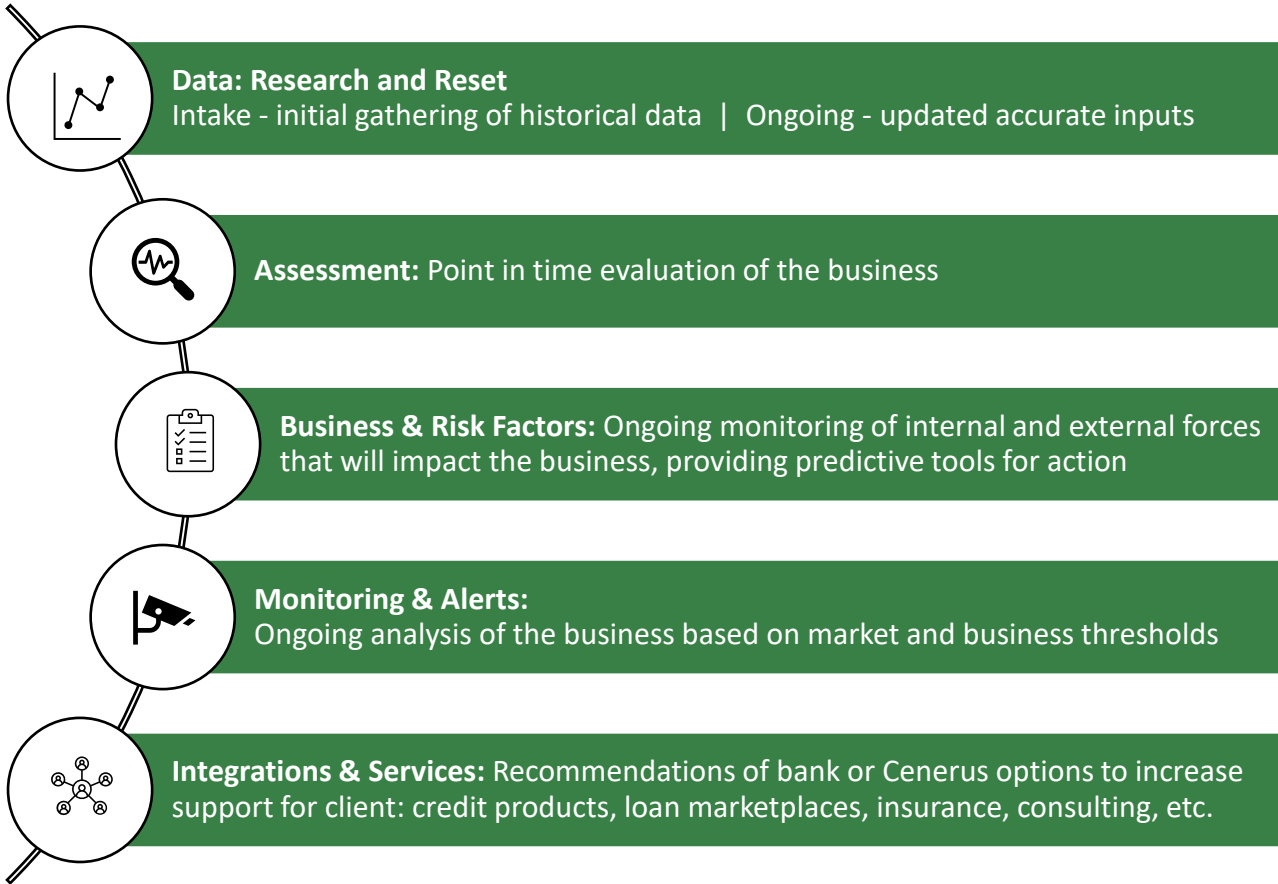 Data: Research and Reset
Intake - initial gathering of historical data | Ongoing - updated accurate inputs
Assessment: Point in time evaluation of the business
Business & Risk Factors: Ongoing monitoring of internal and external forces
that will impact the business, providing predictive tools for action
Monitoring & Alerts:
Ongoing analysis of the business based on market and business thresholds
Integrations & Services: Recommendations of bank or Cenerus options to increase
support for client: credit products, loan marketplaces, insurance, consulting, etc.